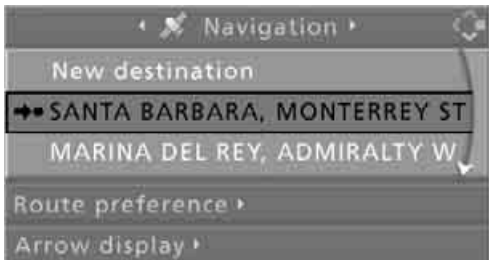 Navigation
New destination
SANTA BARBARA, MONTERREY ST
MARINA DEL REY, ADMIRALTY W
Route preference
Arrow display